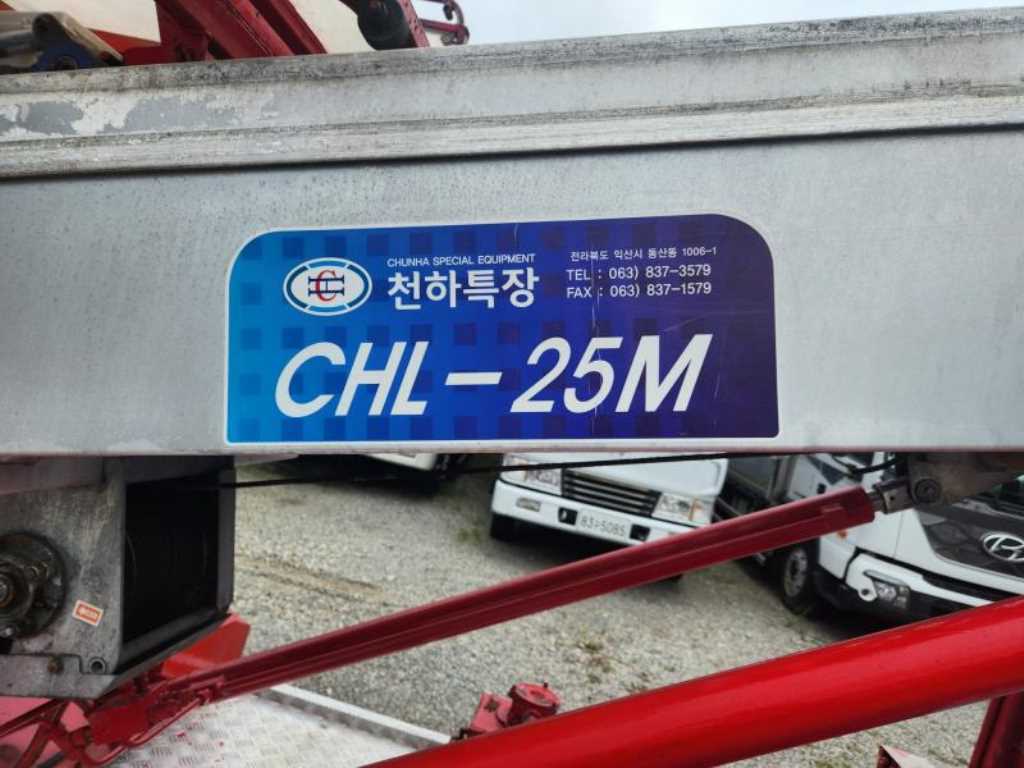 CHUNHA SPECIAL EQUIPMENT
천하특장
전라북도 익산시 동산동 1006-1
TEL : 063) 837-3579
FAX : 063) 837-1579
CHL-25M